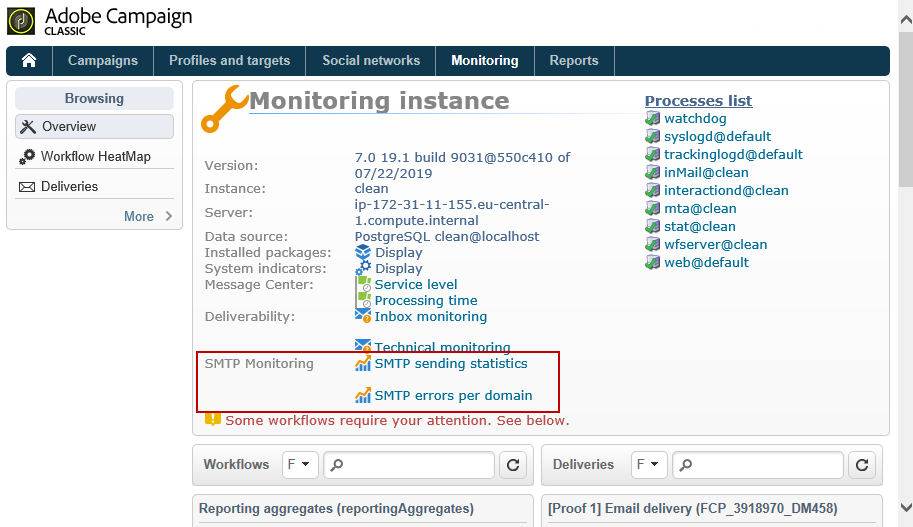 Adobe Campaign
CLASSIC
Campaigns
Profiles and targets
Social networks
Monitoring
Reports
Browsing
Overview
Workflow HeatMap
Deliveries
More
Monitoring instance
Version: 7.0 19.1 build 9031@550c410 of
07/22/2019
Instance: clean
Server: ip-172-31-11-155.eu-central-
1.compute.internal
Data source: PostgreSQL clean@localhost
Installed packages: Display
System indicators: Display
Message Center: Service level
Processing time
Deliverability: Inbox monitoring
Technical monitoring
SMTP Monitoring SMTP sending statistics
SMTP errors per domain
Some workflows require your attention. See below.
Processes list
watchdog
syslogd@default
trackinglogd@default
inMail@clean
interactiond@clean
mta@clean
stat@clean
wfserver@clean
web@default
Workflows F
Reporting aggregates (reportingAggregates)
Deliveries F
[Proof 1] Email delivery (FCP_3918970_DM458)